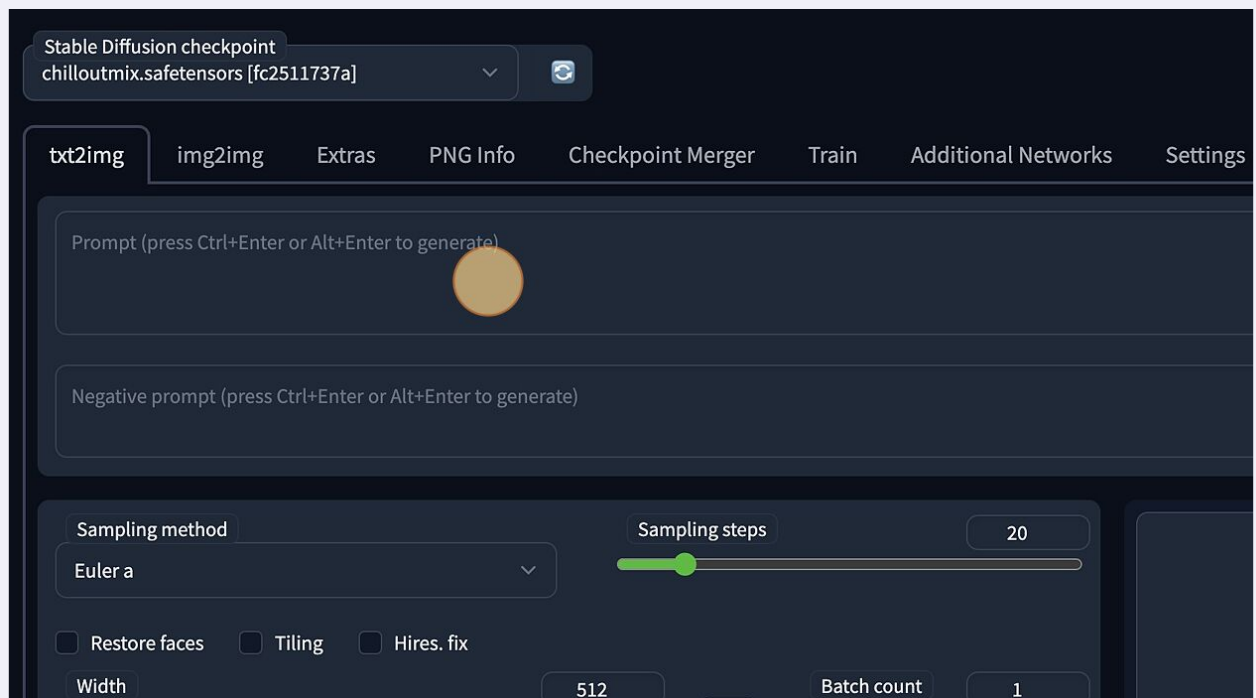 Stable Diffusion checkpoint
chilloutmix.safetensors [fc2511737a]
txt2img img2img Extras PNG Info Checkpoint Merger Train Additional Networks Settings
Prompt (press Ctrl+Enter or Alt+Enter to generate)
Negative prompt (press Ctrl+Enter or Alt+Enter to generate)
Sampling method Sampling steps 20
Euler a
Restore faces Tiling Hires. fix
Width 512 Batch count 1